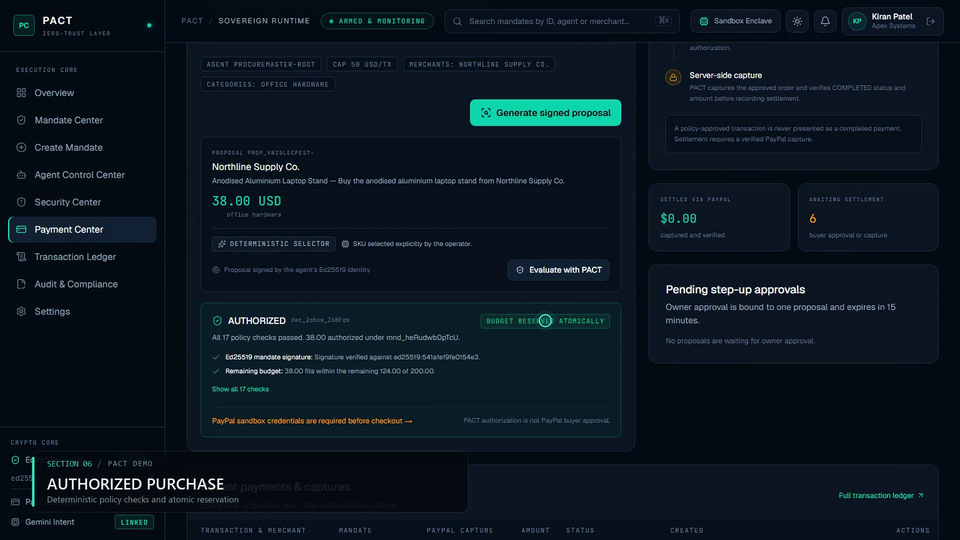 PC
PACT
ZERO-TRUST LAYER
EXECUTION CORE
Overview
Mandate Center
Create Mandate
Agent Control Center
Security Center
Payment Center
Transaction Ledger
Audit & Compliance
Settings
CRYPTO CORE
Gemini Intent
LINKED
PACT / SOVEREIGN RUNTIME
ARMED & MONITORING
Search mandates by ID, agent or merchant...
⌘K
Sandbox Enclave
KP
Kiran Patel
Apex Systems
AGENT PROCUREMASTER-ROOT
CAP 50 USD/TX
MERCHANTS: NORTHLINE SUPPLY CO.
CATEGORIES: OFFICE HARDWARE
Generate signed proposal
Northline Supply Co.
Anodised Aluminium Laptop Stand — Buy the anodised aluminium laptop stand from Northline Supply Co.
38.00 USD
office hardware
DETERMINISTIC SELECTOR
SKU selected explicitly by the operator.
Proposal signed by the agent's Ed25519 identity
Evaluate with PACT
AUTHORIZED
BUDGET RESERVED ATOMICALLY
All 17 policy checks passed. 38.00 authorized under mnd_heRudwb0pTcU.
Ed25519 mandate signature: Signature verified against ed25519:541a1e19fe0154e3.
Remaining budget: 38.00 fits within the remaining 124.00 of 200.00.
Show all 17 checks
PayPal sandbox credentials are required before checkout →
PACT authorization is not PayPal buyer approval.
authorization.
Server-side capture
PACT captures the approved order and verifies COMPLETED status and
amount before recording settlement.
A policy-approved transaction is never presented as a completed payment.
Settlement requires a verified PayPal capture.
SETTLED VIA PAYPAL
$0.00
captured and verified
AWAITING SETTLEMENT
6
buyer approval or capture
Pending step-up approvals
Owner approval is bound to one proposal and expires in 15
minutes.
No proposals are waiting for owner approval.
SECTION 06 / PACT DEMO
AUTHORIZED PURCHASE
Deterministic policy checks and atomic reservation
payments & captures
Full transaction ledger
TRANSACTION & MERCHANT
MANDATE
PAYPAL CAPTURE
AMOUNT
STATUS
CREATED
ACTIONS